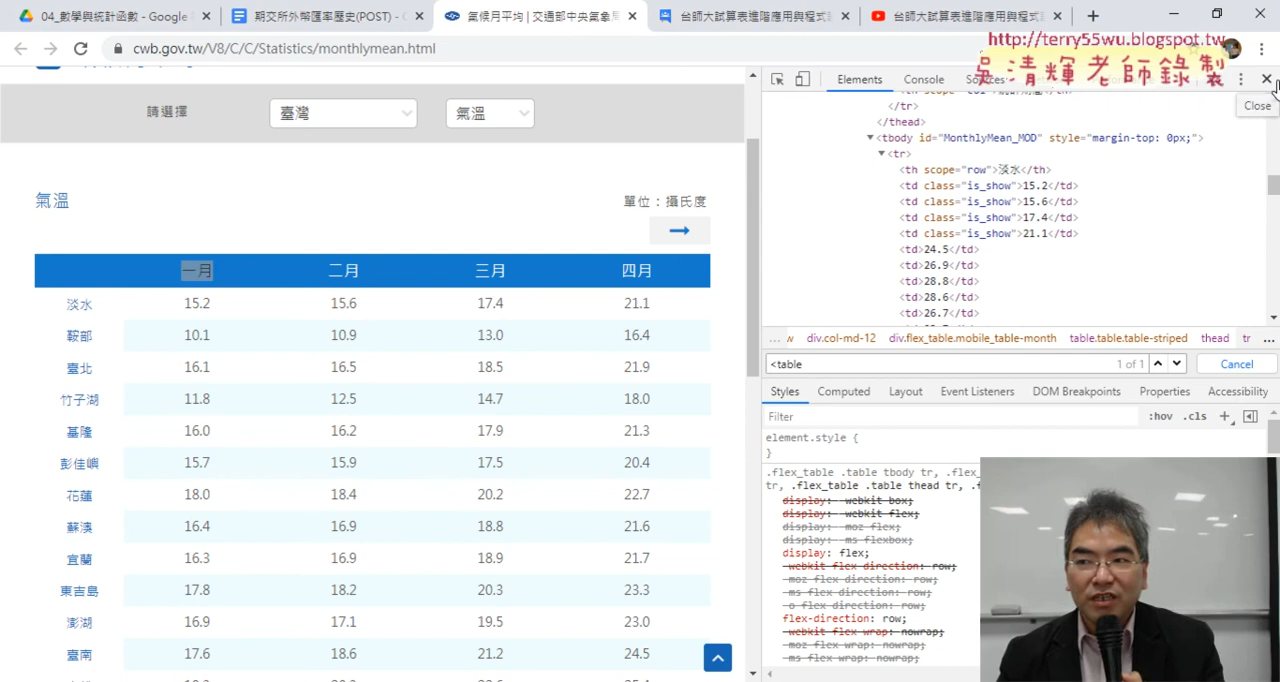 04_數學與統計函數 - Google
期交所外幣匯率歷史(POST) - G
氣候月平均 | 交通部中央氣象局
台師大試算表進階應用與程式設
台師大試算表進階應用與程式設
cwb.gov.tw/V8/C/C/Statistics/monthlymean.html
http://terry55wu.blogspot.tw
吳清輝老師錄製
請選擇
臺灣
氣溫
Elements
Console
Sources
Close
</tr>
</thead>
<tbody id="MonthlyMean_MOD" style="margin-top: 0px;">
<tr>
<th scope="row">淡水</th>
<td class="is_show">15.2</td>
<td class="is_show">15.6</td>
<td class="is_show">17.4</td>
<td class="is_show">21.1</td>
<td>24.5</td>
<td>26.9</td>
<td>28.8</td>
<td>28.6</td>
<td>26.7</td>
氣溫
單位：攝氏度
→
一月 二月 三月 四月
淡水 15.2 15.6 17.4 21.1
鞍部 10.1 10.9 13.0 16.4
臺北 16.1 16.5 18.5 21.9
竹子湖 11.8 12.5 14.7 18.0
基隆 16.0 16.2 17.9 21.3
彭佳嶼 15.7 15.9 17.5 20.4
花蓮 18.0 18.4 20.2 22.7
蘇澳 16.4 16.9 18.8 21.6
宜蘭 16.3 16.9 18.9 21.7
東吉島 17.8 18.2 20.3 23.3
澎湖 16.9 17.1 19.5 23.0
臺南 17.6 18.6 21.2 24.5
... w div.col-md-12 div.flex_table.mobile_table-month table.table.table-striped thead tr ...
<table
1 of 1
Cancel
Styles Computed Layout Event Listeners DOM Breakpoints Properties Accessibility
Filter
:hov .cls +
element.style {
}
.flex_table .table tbody tr, .flex_
tr, .flex_table .table thead tr, .f
display: -webkit-box;
display: -webkit-flex;
display: -moz-flex;
display: -ms-flexbox;
display: flex;
-webkit-flex-direction: row;
-moz-flex-direction: row;
-ms-flex-direction: row;
-o-flex-direction: row;
flex-direction: row;
-webkit-flex-wrap: nowrap;
-moz-flex-wrap: nowrap;
-ms-flex-wrap: nowrap;